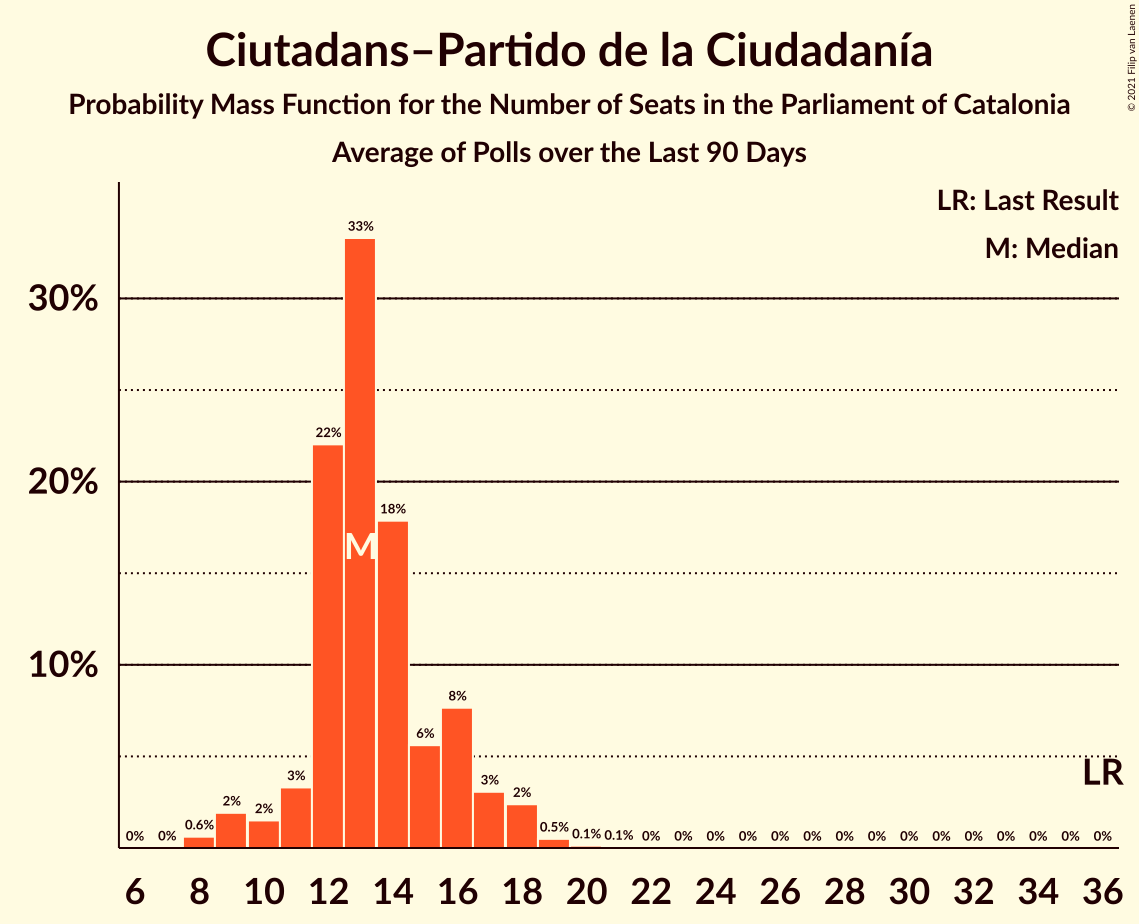 Ciutadans–Partido de la Ciudadanía
Probability Mass Function for the Number of Seats in the Parliament of Catalonia
Average of Polls over the Last 90 Days
© 2021 Filip van Laenen
LR: Last Result
M: Median
30%
20%
10%
0% 0% 0.6% 2% 2% 3% 22% 33% 18% 6% 8% 3% 2% 0.5% 0.1% 0.1% 0% 0% 0% 0% 0% 0% 0% 0% 0% 0% 0% 0% 0% 0% 0%
M
LR
6 8 10 12 14 16 18 20 22 24 26 28 30 32 34 36